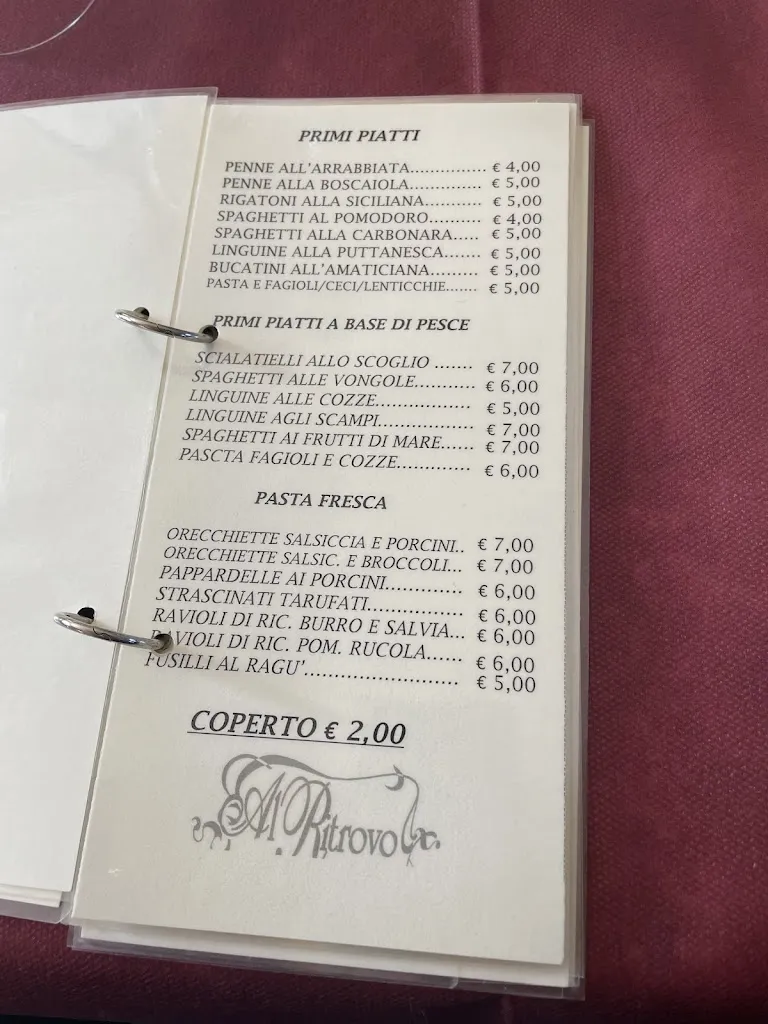 PRIMI PIATTI
PENNE ALL'ARRABBIATA............... € 4,00
PENNE ALLA BOSCAIOLA.............. € 5,00
RIGATONI ALLA SICILIANA........... € 5,00
SPAGHETTI AL POMODORO.......... € 4,00
SPAGHETTI ALLA CARBONARA..... € 5,00
LINGUINE ALLA PUTTANESCA....... € 5,00
BUCATINI ALL'AMATICIANA......... € 5,00
PASTA E FAGIOLI/CECI/LENTICCHIE....... € 5,00
PRIMI PIATTI A BASE DI PESCE
SCIALATIELLI ALLO SCOGLIO ....... € 7,00
SPAGHETTI ALLE VONGOLE........... € 6,00
LINGUINE ALLE COZZE................. € 5,00
LINGUINE AGLI SCAMPI................. € 7,00
SPAGHETTI AI FRUTTI DI MARE...... € 7,00
PASCTA FAGIOLI E COZZE............. € 6,00
PASTA FRESCA
ORECCHIETTE SALSICCIA E PORCINI.. € 7,00
ORECCHIETTE SALSIC. E BROCCOLI... € 7,00
PAPPARDELLE AI PORCINI.............. € 6,00
STRASCINATI TARUFATI................ € 6,00
RAVIOLI DI RIC. BURRO E SALVIA... € 6,00
RAVIOLI DI RIC. POM. RUCOLA...... € 6,00
FUSILLI AL RAGU'.......................... € 5,00
COPERTO € 2,00
Al Ritrovo